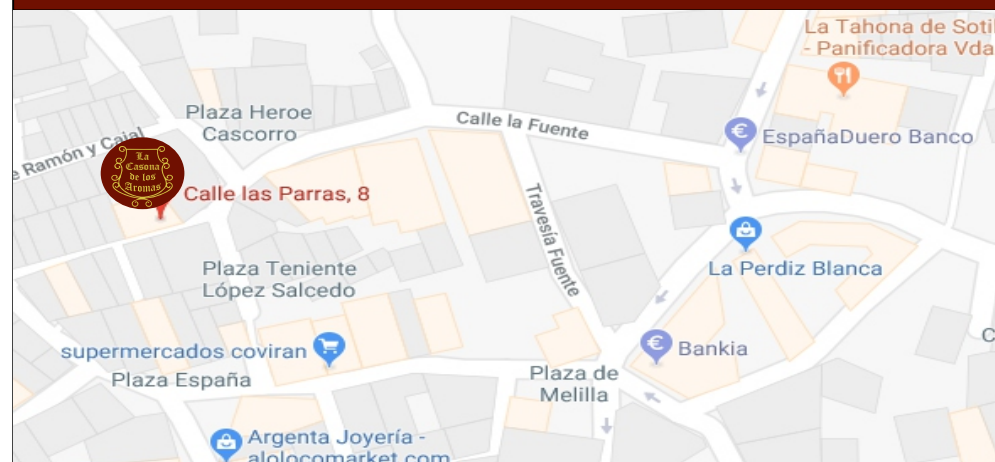 La Tahona de Soti
- Panificadora Vda
Plaza Heroe
Cascorro
Calle la Fuente
EspañaDuero Banco
e Ramón y Cajal
La
Casona
de los
Aromas
Calle las Parras, 8
Travesía Fuente
Plaza Teniente
López Salcedo
La Perdiz Blanca
supermercados coviran
Bankia
Plaza España
Plaza de
Melilla
C
Argenta Joyería -
alolocomarket.com